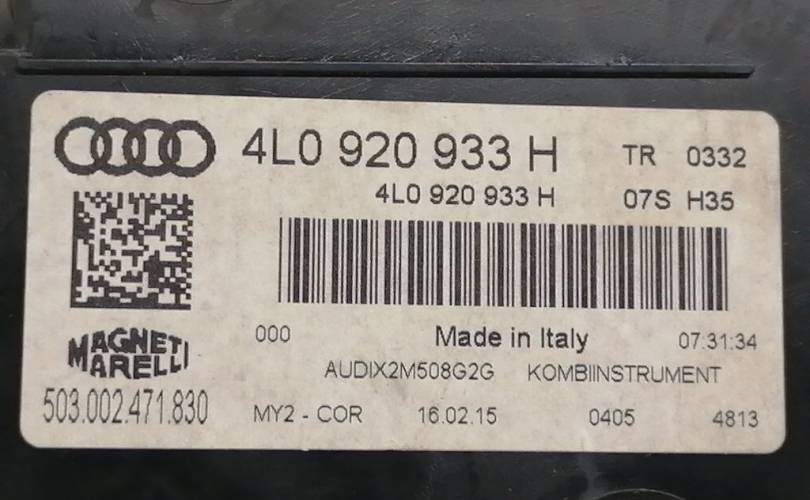 4L0 920 933 H TR 0332
4L0 920 933 H 07S H35
000 Made in Italy 07:31:34
MAGNETI MARELLI
AUDIX2M508G2G KOMBIINSTRUMENT
503.002.471.830 MY2 - COR 16.02.15 0405 4813